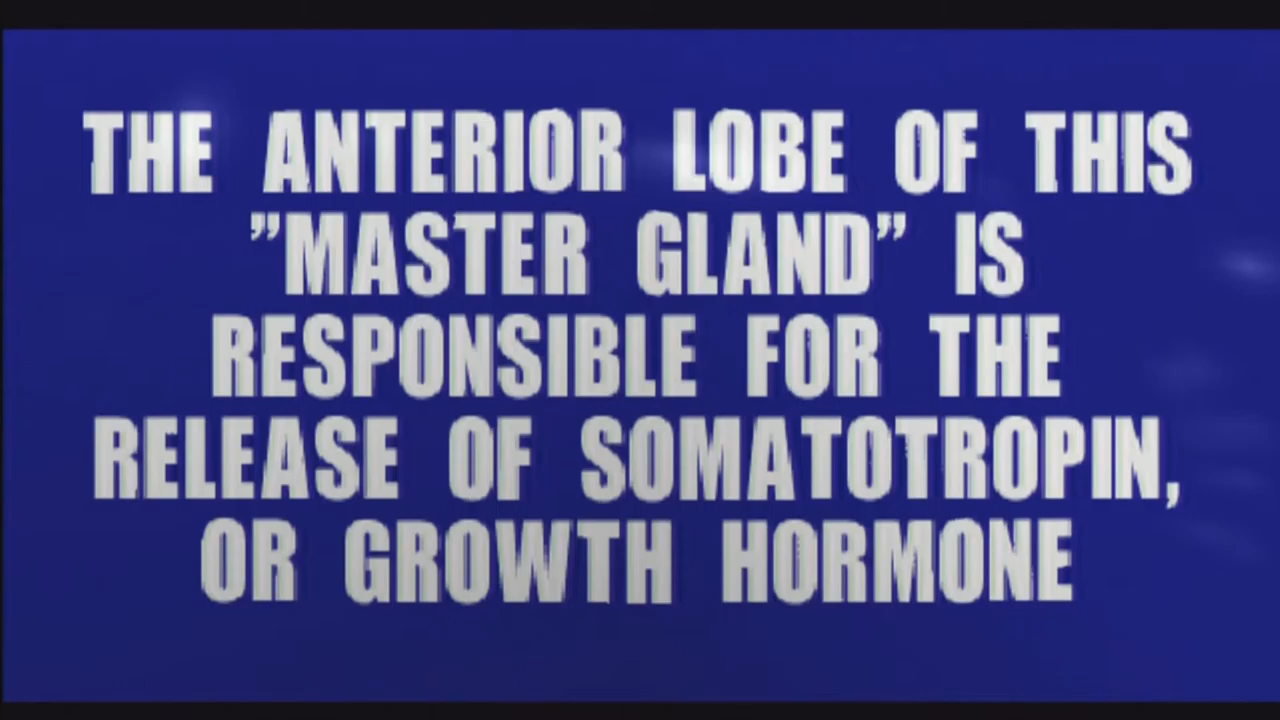 THE ANTERIOR LOBE OF THIS
”MASTER GLAND” IS
RESPONSIBLE FOR THE
RELEASE OF SOMATOTROPIN,
OR GROWTH HORMONE